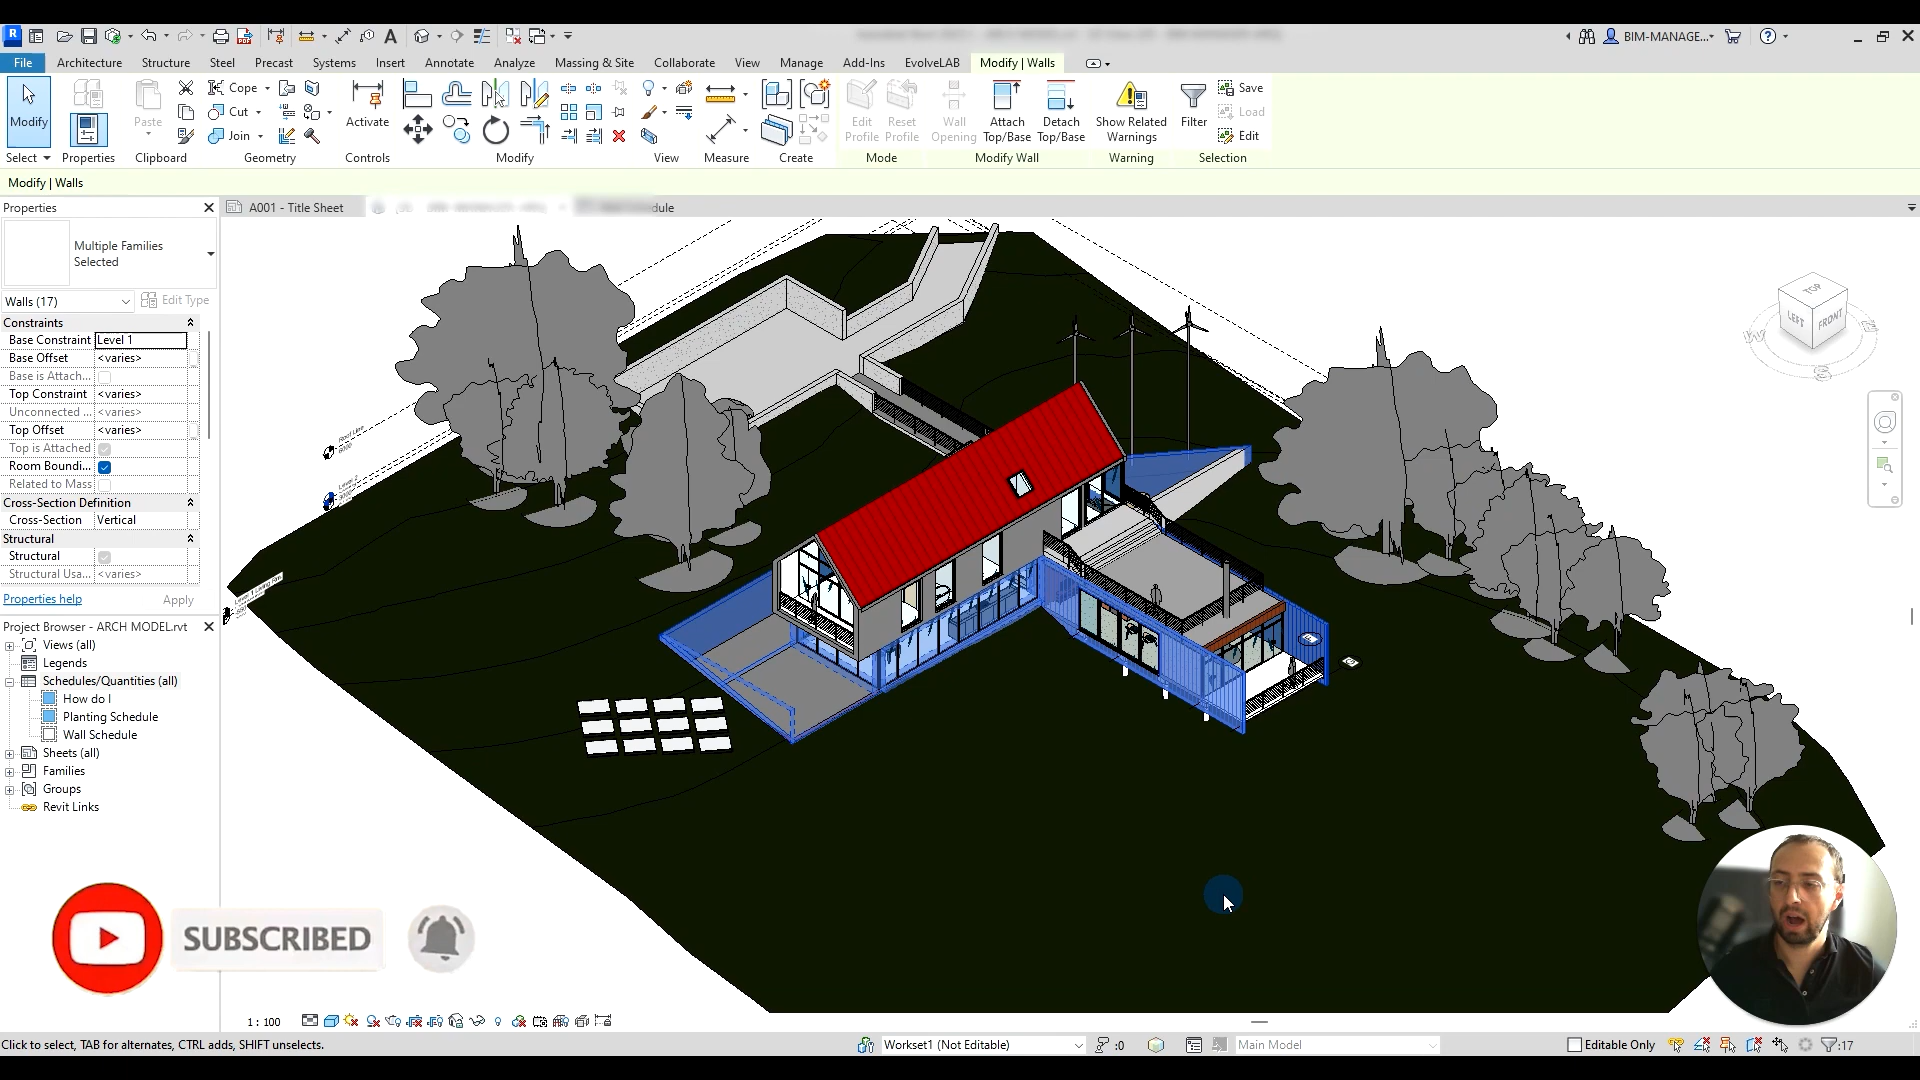 R
BIM-MANAGE...
File Architecture Structure Steel Precast Systems Insert Annotate Analyze Massing & Site Collaborate View Manage Add-Ins EvolveLAB Modify | Walls
Modify
Paste
Cope
Cut
Join
Activate
Edit Profile
Reset Profile
Wall Opening
Attach Top/Base
Detach Top/Base
Show Related Warnings
Filter
Save
Load
Edit
Select Properties Clipboard Geometry Controls Modify View Measure Create Mode Modify Wall Warning Selection
Modify | Walls
Properties
A001 - Title Sheet
Multiple Families
Selected
Walls (17) Edit Type
Constraints
Base Constraint Level 1
Base Offset <varies>
Base is Attach...
Top Constraint <varies>
Unconnected ... <varies>
Top Offset <varies>
Top is Attached
Room Boundi...
Related to Mass
Cross-Section Definition
Cross-Section Vertical
Structural
Structural
Structural Usa... <varies>
Properties help Apply
Project Browser - ARCH MODEL.rvt
Views (all)
Legends
Schedules/Quantities (all)
How do I
Planting Schedule
Wall Schedule
Sheets (all)
Families
Groups
Revit Links
TOP
LEFT
FRONT
W
S
SUBSCRIBED
1 : 100
Click to select, TAB for alternates, CTRL adds, SHIFT unselects.
Workset1 (Not Editable)
:0
Main Model
Editable Only
:17